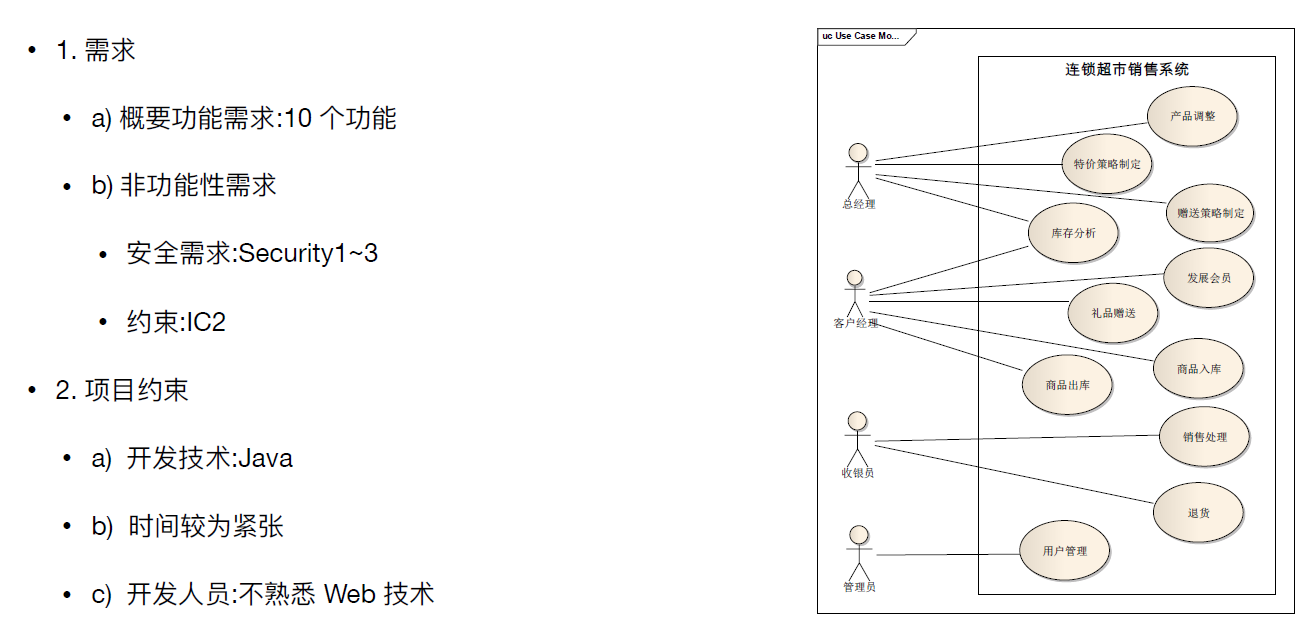 1. 需求
a) 概要功能需求:10 个功能
b) 非功能性需求
安全需求:Security1~3
约束:IC2
2. 项目约束
a) 开发技术:Java
b) 时间较为紧张
c) 开发人员:不熟悉 Web 技术
uc Use Case Mo...
连锁超市销售系统
产品调整
特价策略制定
总经理
赠送策略制定
库存分析
发展会员
礼品赠送
客户经理
商品入库
商品出库
销售处理
收银员
退货
用户管理
管理员